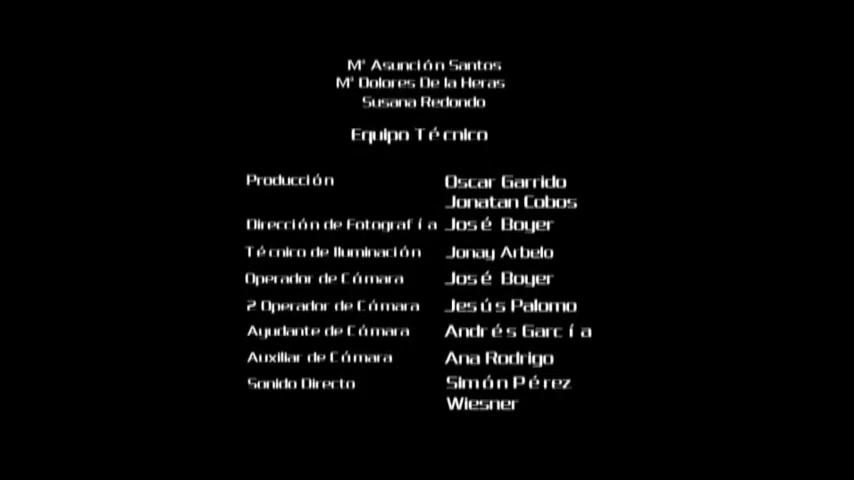 Mª Asunción Santos
Mª Dolores De la Heras
Susana Redondo
Equipo Técnico
Producción Oscar Garrido
Jonatan Cobos
Dirección de Fotografía José Boyer
Técnico de Iluminación Jonay Arbelo
Operador de Cámara José Boyer
2 Operador de Cámara Jesús Palomo
Ayudante de Cámara Andrés García
Auxiliar de Cámara Ana Rodrigo
Sonido Directo Simón Pérez
Wiesner